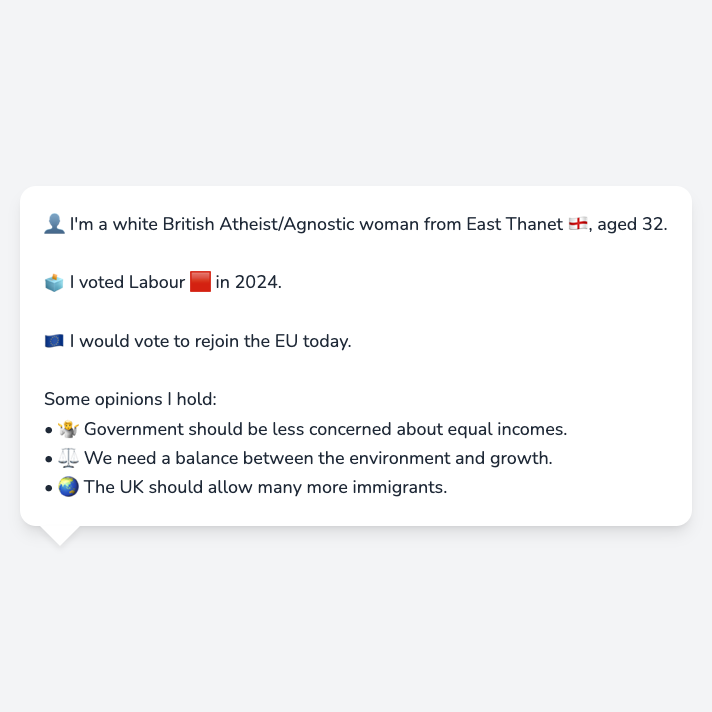 👤 I'm a white British Atheist/Agnostic woman from East Thanet 🏴󠁧󠁢󠁥󠁮󠁧󠁿, aged 32.
🗳️ I voted Labour 🟥 in 2024.
🇪🇺 I would vote to rejoin the EU today.
Some opinions I hold:
• 🤷‍♀️ Government should be less concerned about equal incomes.
• ⚖️ We need a balance between the environment and growth.
• 🌏 The UK should allow many more immigrants.